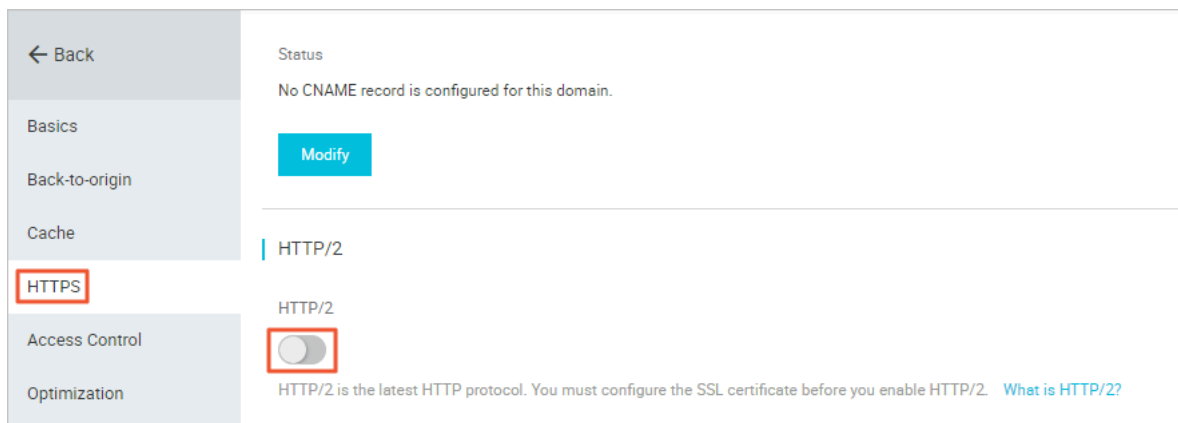 Back
Basics
Back-to-origin
Cache
HTTPS
Access Control
Optimization
Status
No CNAME record is configured for this domain.
Modify
HTTP/2
HTTP/2
HTTP/2 is the latest HTTP protocol. You must configure the SSL certificate before you enable HTTP/2. What is HTTP/2?